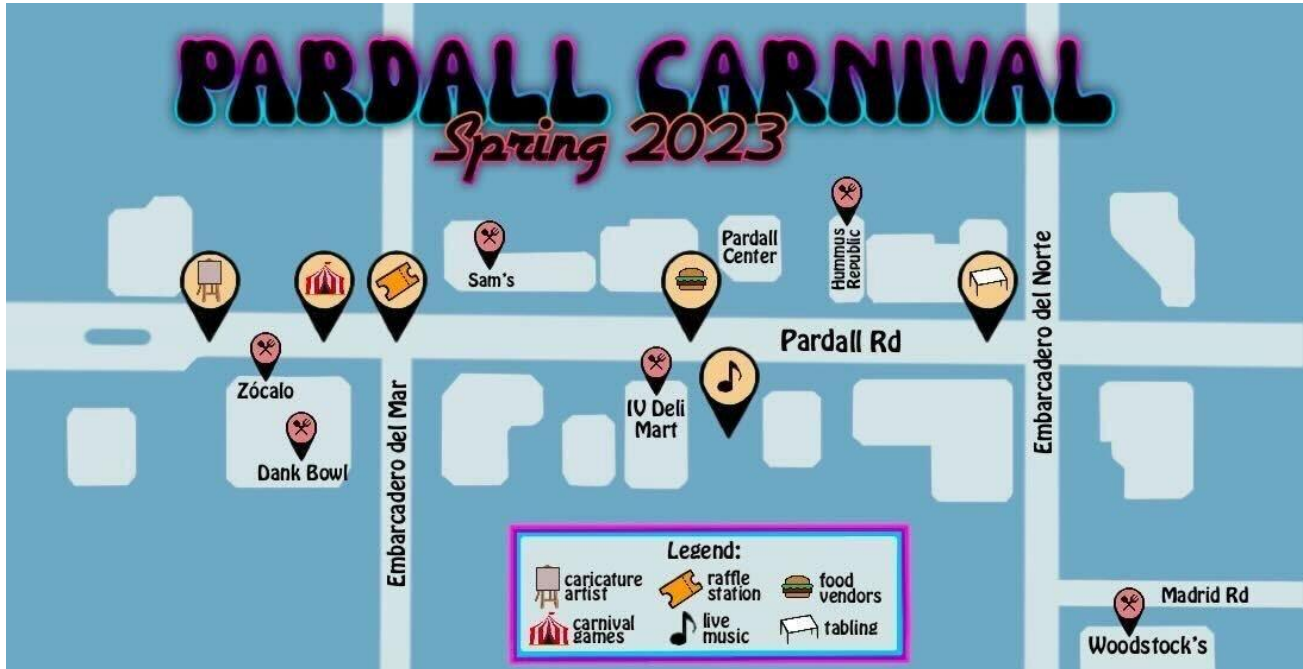 PARDALL CARNIVAL
Spring 2023
Sam's
Pardall
Center
Hummus
Republic
Embarcadero del Norte
Pardall Rd
Zócalo
Dank Bowl
Embarcadero del Mar
IV Deli
Mart
Legend:
caricature
artist
raffle
station
food
vendors
carnival
games
live
music
tabling
Madrid Rd
Woodstock's